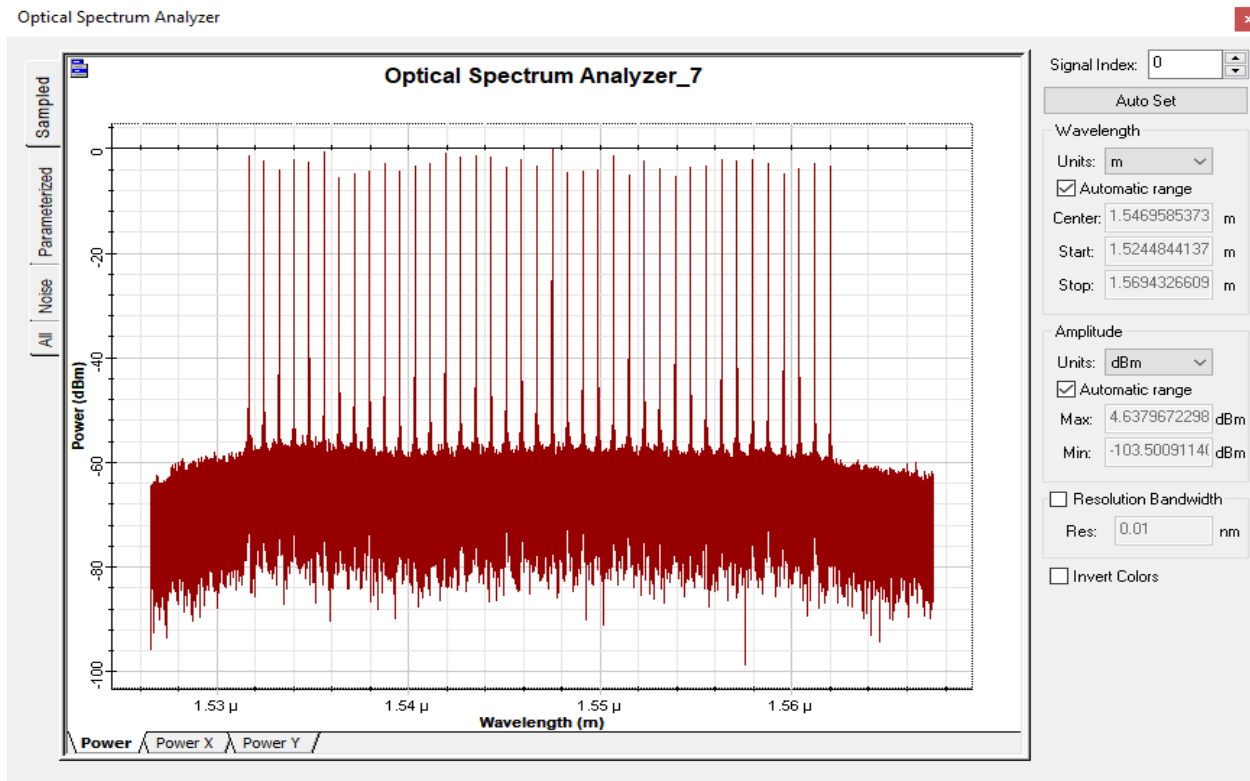 Optical Spectrum Analyzer
x
Sampled
Parameterized
Noise
All
Optical Spectrum Analyzer_7
Power (dBm)
0
-20
-40
-60
-80
-100
1.53 µ
1.54 µ
1.55 µ
1.56 µ
Wavelength (m)
Power
Power X
Power Y
Signal Index: 0
Auto Set
Wavelength
Units: m
Automatic range
Center: 1.5469585373 m
Start: 1.5244844137 m
Stop: 1.5694326609 m
Amplitude
Units: dBm
Automatic range
Max: 4.6379672298 dBm
Min: -103.50091140 dBm
Resolution Bandwidth
Res: 0.01 nm
Invert Colors